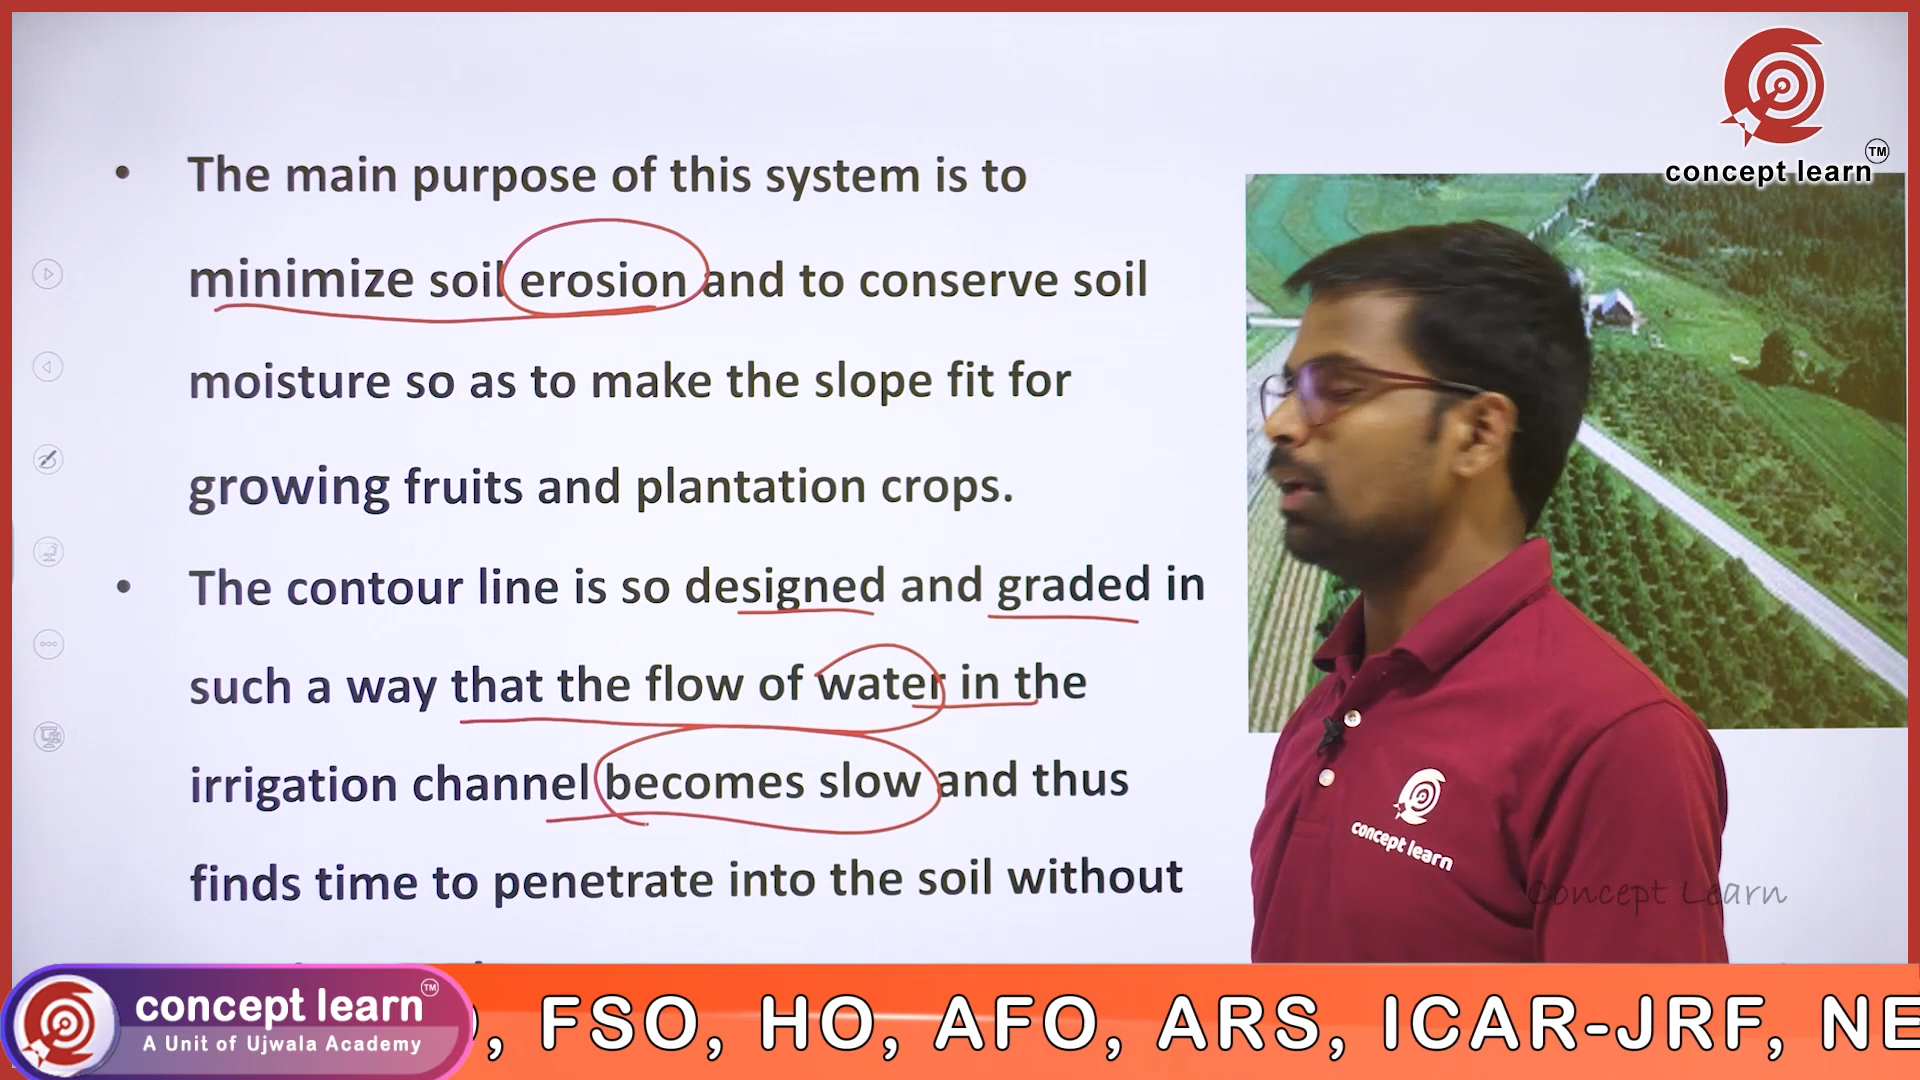 concept learn TM
• The main purpose of this system is to
minimize soil erosion and to conserve soil
moisture so as to make the slope fit for
growing fruits and plantation crops.
• The contour line is so designed and graded in
such a way that the flow of water in the
irrigation channel becomes slow and thus
finds time to penetrate into the soil without
concept learn
Concept Learn
concept learn TM
A Unit of Ujwala Academy
, FSO, HO, AFO, ARS, ICAR-JRF, NE